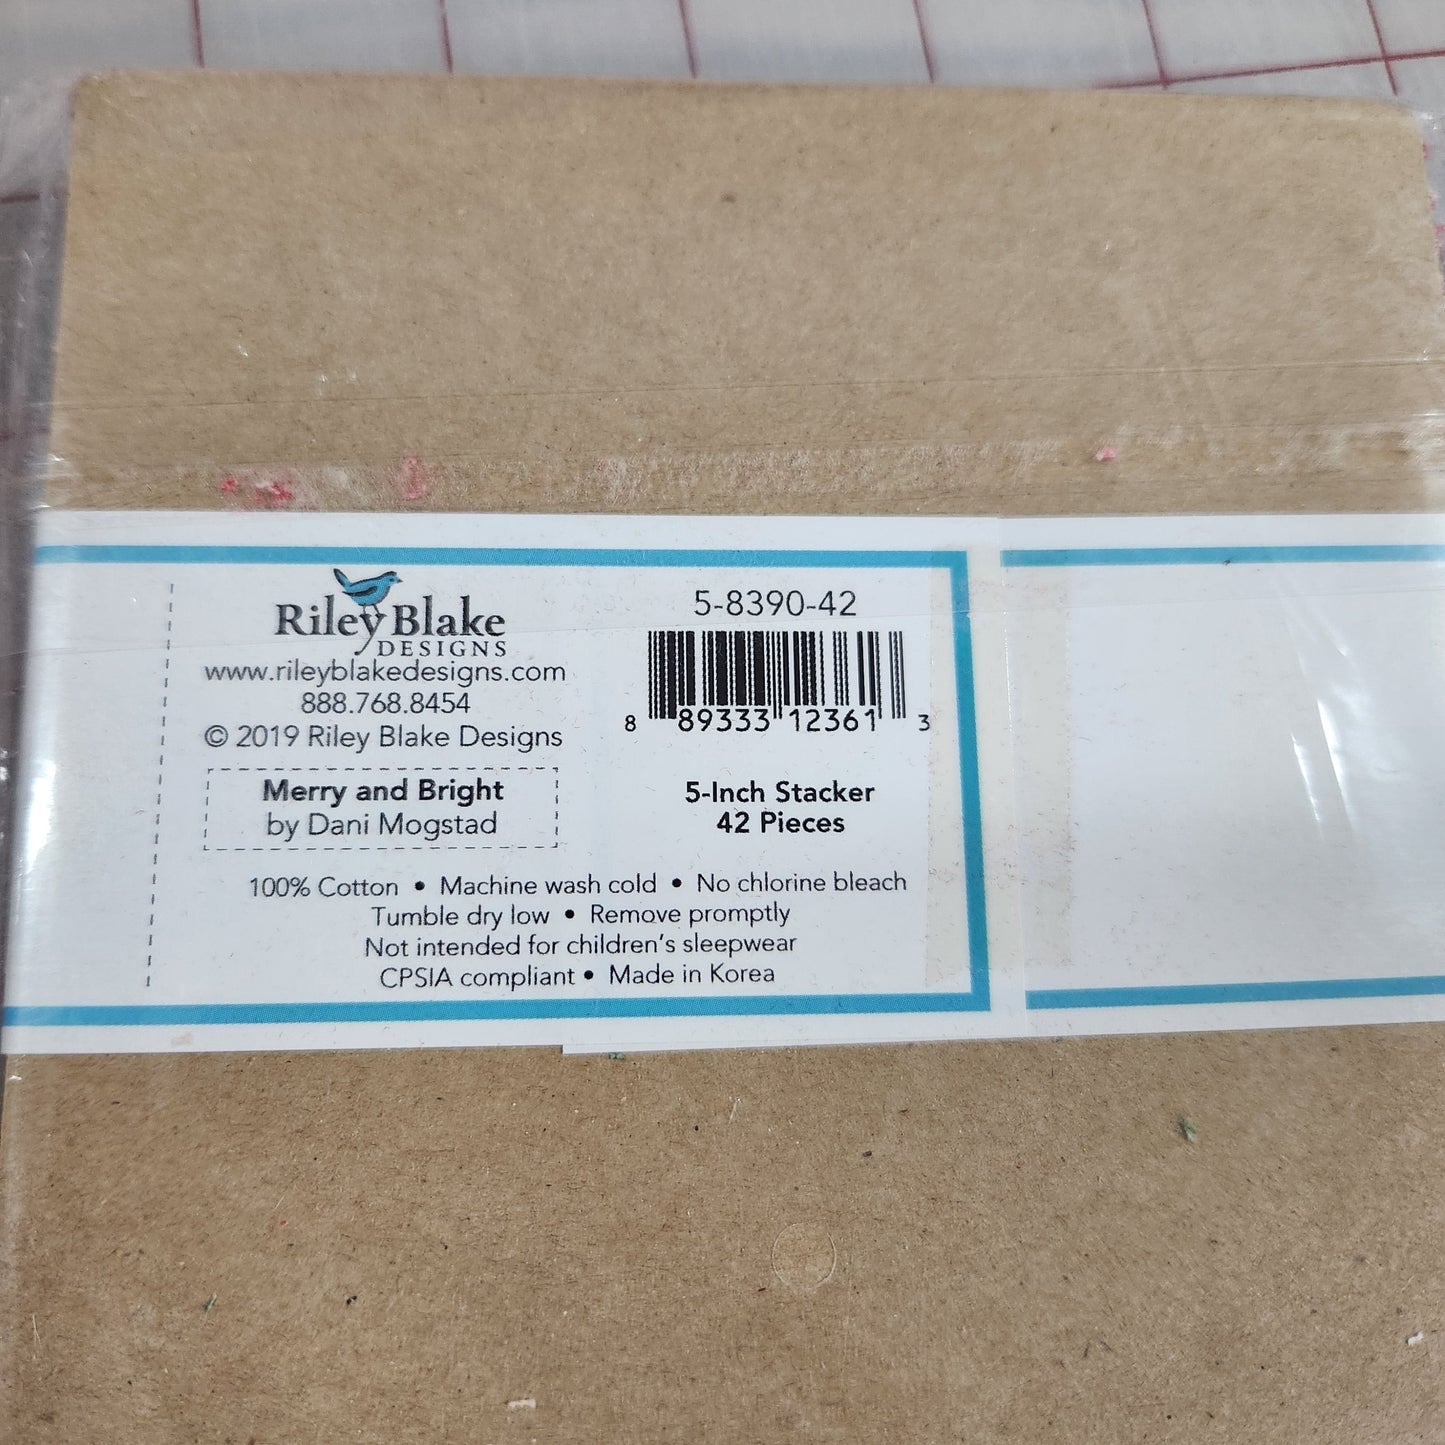 Riley Blake
DESIGNS
www.rileyblakedesigns.com
888.768.8454
© 2019 Riley Blake Designs
Merry and Bright
by Dani Mogstad
5-8390-42
8 89333 12361 3
5-Inch Stacker
42 Pieces
100% Cotton • Machine wash cold • No chlorine bleach
Tumble dry low • Remove promptly
Not intended for children's sleepwear
CPSIA compliant • Made in Korea